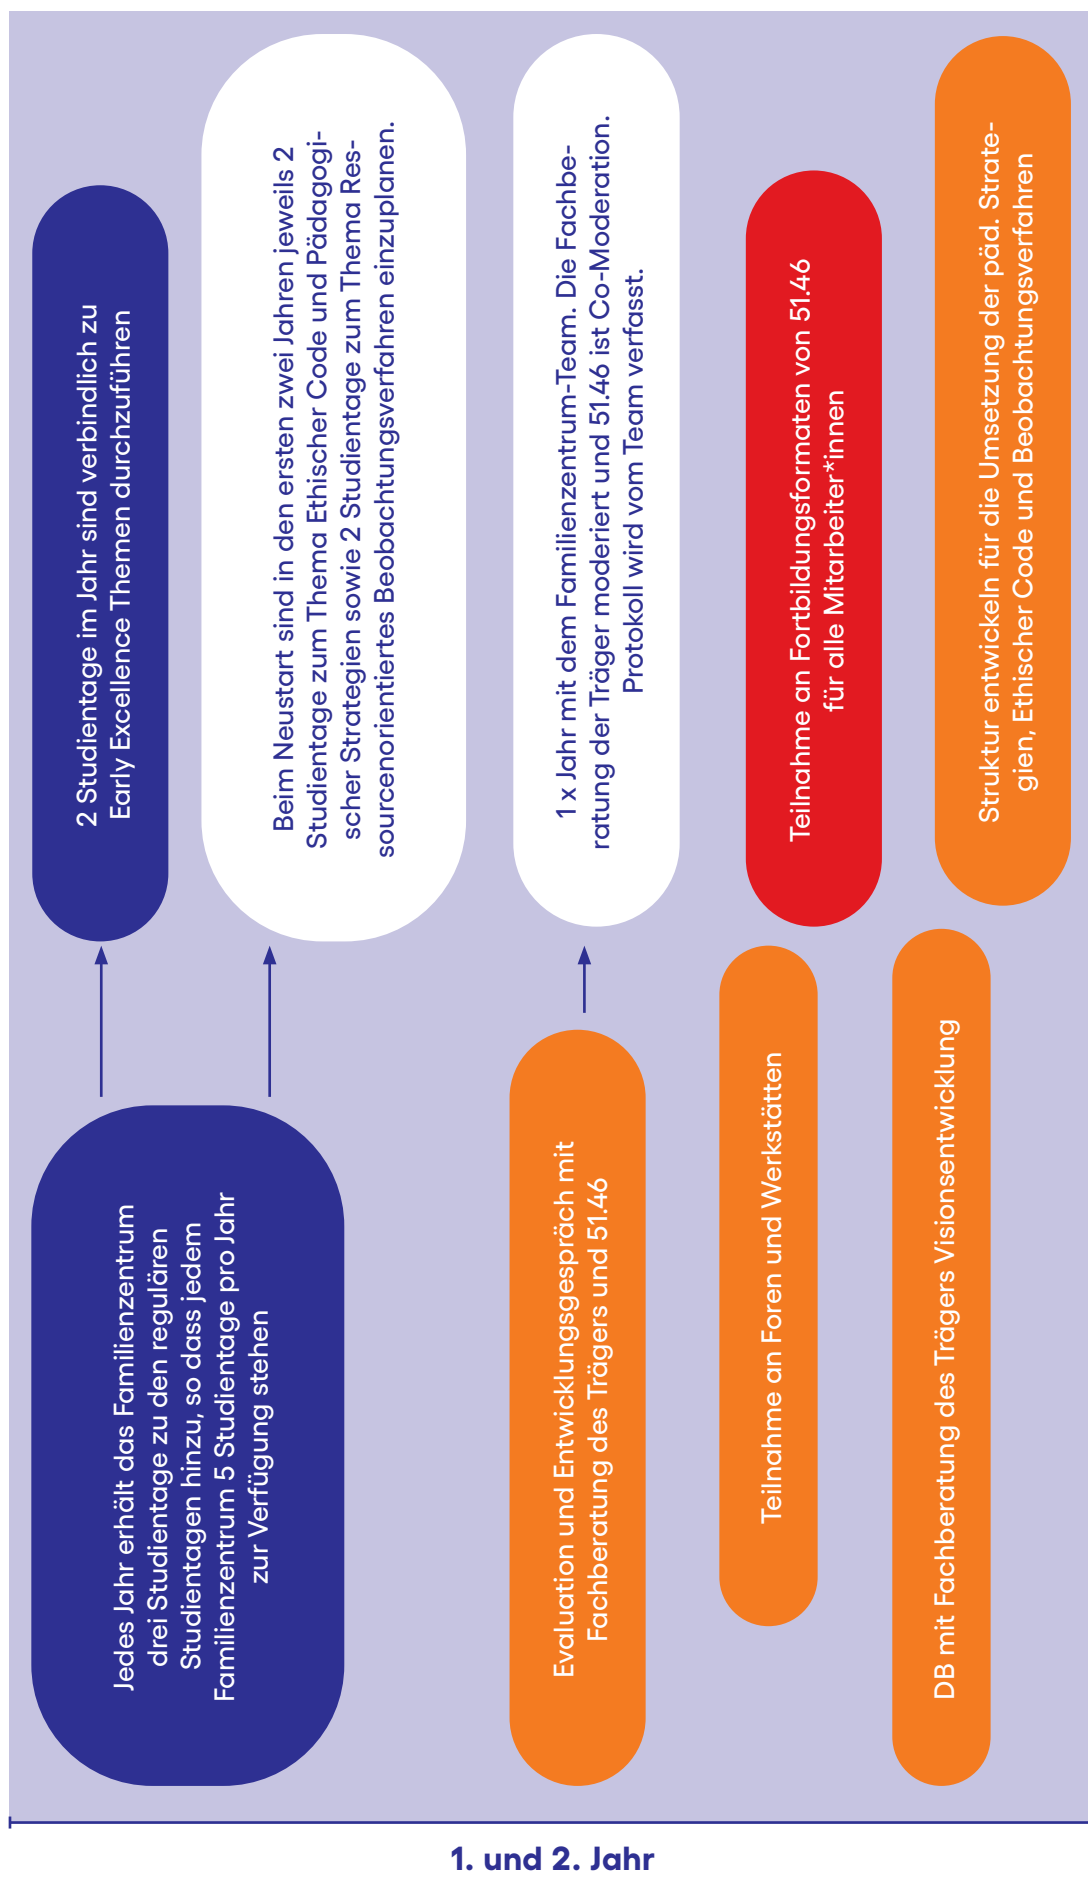 Jedes Jahr erhält das Familienzentrum
drei Studientage zu den regulären
Studientagen hinzu, so dass jedem
Familienzentrum 5 Studientage pro Jahr
zur Verfügung stehen
2 Studientage im Jahr sind verbindlich zu
Early Excellence Themen durchzuführen
Beim Neustart sind in den ersten zwei Jahren jeweils 2
Studientage zum Thema Ethischer Code und Pädagogi-
scher Strategien sowie 2 Studientage zum Thema Res-
sourcenorientiertes Beobachtungsverfahren einzuplanen.
Evaluation und Entwicklungsgespräch mit
Fachberatung des Trägers und 51.46
1 x Jahr mit dem Familienzentrum-Team. Die Fachbe-
ratung der Träger moderiert und 51.46 ist Co-Moderation.
Protokoll wird vom Team verfasst.
Teilnahme an Foren und Werkstätten
Teilnahme an Fortbildungsformaten von 51.46
für alle Mitarbeiter*innen
DB mit Fachberatung des Trägers Visionsentwicklung
Struktur entwickeln für die Umsetzung der päd. Strate-
gien, Ethischer Code und Beobachtungsverfahren
1. und 2. Jahr